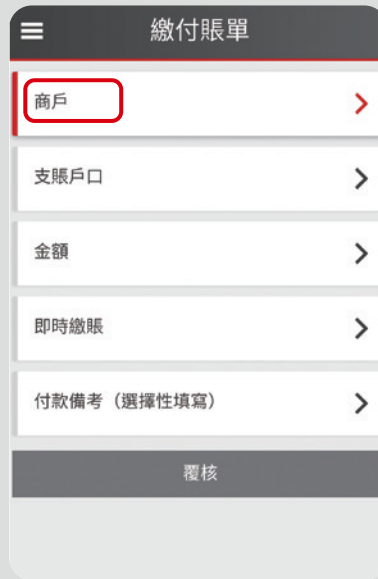 繳付賬單
商戶
支賬戶口
金額
即時繳賬
付款備考（選擇性填寫）
覆核